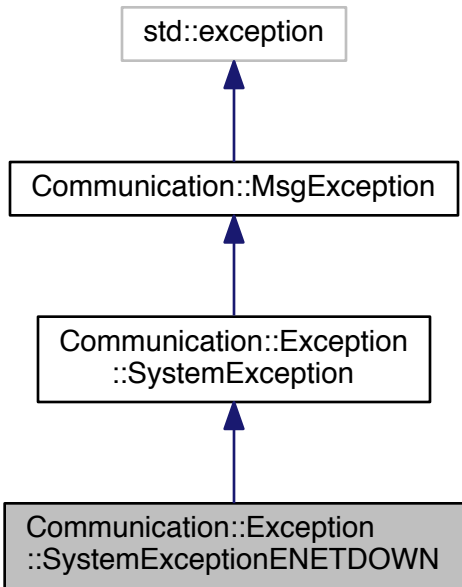 std::exception
Communication::MsgException
Communication::Exception
::SystemException
Communication::Exception
::SystemExceptionENETDOWN